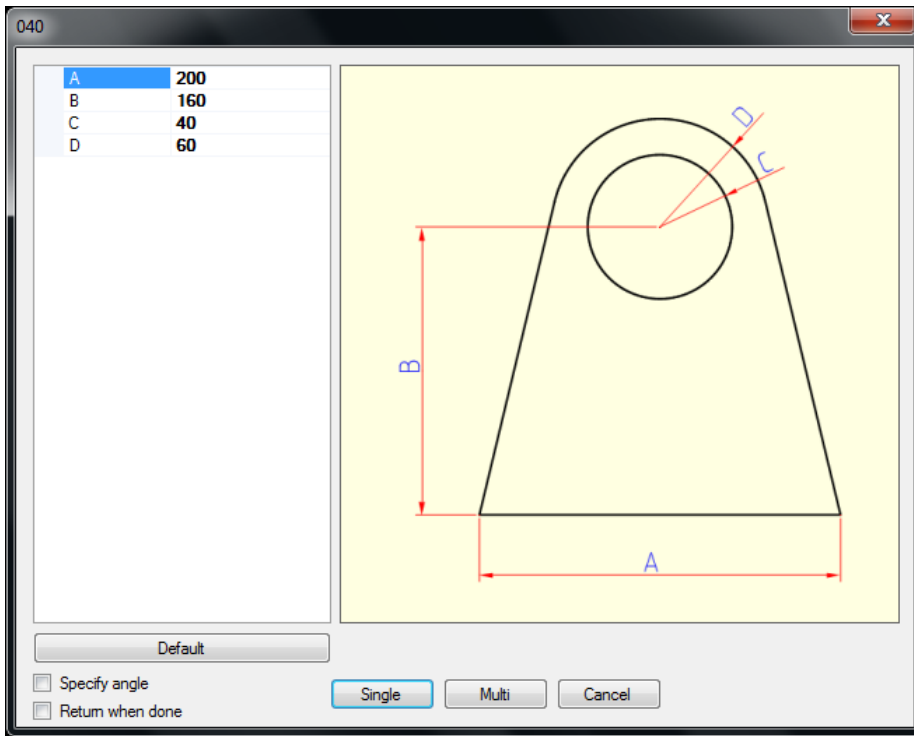 040
A 200
B 160
C 40
D 60
D
C
B
A
Default
Specify angle
Return when done
Single Multi Cancel